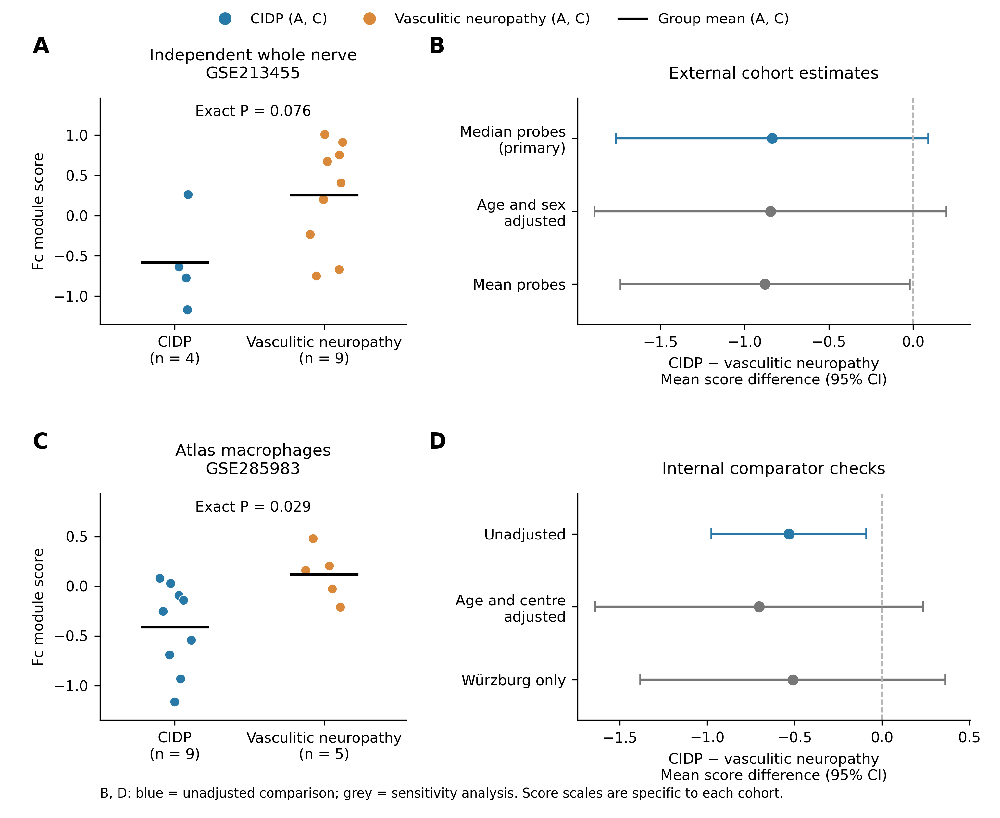 CIDP (A, C)
Vasculitic neuropathy (A, C)
Group mean (A, C)
A
Independent whole nerve
GSE213455
Exact P = 0.076
Fc module score
1.0
0.5
0.0
−0.5
−1.0
CIDP
(n = 4)
Vasculitic neuropathy
(n = 9)
B
External cohort estimates
Median probes
(primary)
Age and sex
adjusted
Mean probes
−1.5
−1.0
−0.5
0.0
CIDP − vasculitic neuropathy
Mean score difference (95% CI)
C
Atlas macrophages
GSE285983
Exact P = 0.029
Fc module score
0.5
0.0
−0.5
−1.0
CIDP
(n = 9)
Vasculitic neuropathy
(n = 5)
D
Internal comparator checks
Unadjusted
Age and centre
adjusted
Würzburg only
−1.5
−1.0
−0.5
0.0
0.5
CIDP − vasculitic neuropathy
Mean score difference (95% CI)
B, D: blue = unadjusted comparison; grey = sensitivity analysis. Score scales are specific to each cohort.